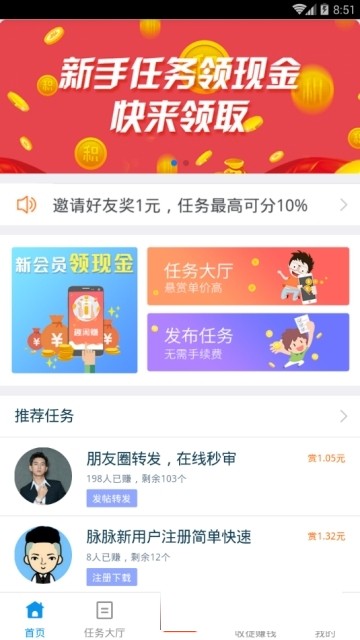 8:51
新手任务领现金
快来领取
邀请好友奖1元，任务最高可分10%
新会员领现金
趣闲赚
任务大厅
悬赏单价高
发布任务
无需手续费
推荐任务
朋友圈转发，在线秒审
赏1.05元
198人已赚，剩余103个
发帖转发
脉脉新用户注册简单快速
赏1.32元
8人已赚，剩余12个
注册下载
首页
任务大厅
收徒赚钱
我的